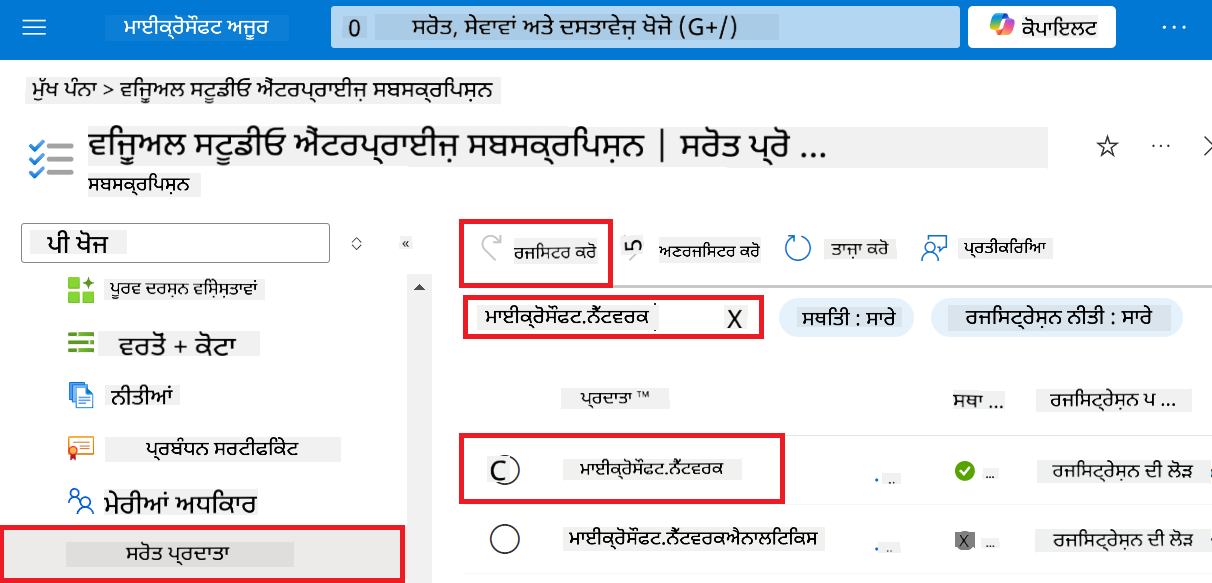 ਮਾਈਕ੍ਰੋਸੌਫਟ ਅਜ਼ੂਰ
0 ਸਰੋਤ, ਸੇਵਾਵਾਂ ਅਤੇ ਦਸਤਾਵੇਜ਼ ਖੋਜੋ (G+/)
ਕੋਪਾਇਲਟ
ਮੁੱਖ ਪੰਨਾ > ਵਿਜ਼ੂਅਲ ਸਟੂਡੀਓ ਐਂਟਰਪ੍ਰਾਈਜ਼ ਸਬਸਕ੍ਰਿਪਸ਼ਨ
ਵਿਜ਼ੂਅਲ ਸਟੂਡੀਓ ਐਂਟਰਪ੍ਰਾਈਜ਼ ਸਬਸਕ੍ਰਿਪਸ਼ਨ | ਸਰੋਤ ਪ੍ਰੋ ...
ਸਬਸਕ੍ਰਿਪਸ਼ਨ
ਪੀ ਖੋਜ
«
ਰਜਿਸਟਰ ਕਰੋ
ਅਣਰਜਿਸਟਰ ਕਰੋ
ਤਾਜ਼ਾ ਕਰੋ
ਪ੍ਰਤੀਕਿਰਿਆ
ਪੂਰਵ ਦਰਸ਼ਨ ਵਿਸ਼ੇਸ਼ਤਾਵਾਂ
ਮਾਈਕ੍ਰੋਸੌਫਟ.ਨੈੱਟਵਰਕ X
ਸਥਿਤੀ : ਸਾਰੇ
ਰਜਿਸਟ੍ਰੇਸ਼ਨ ਨੀਤੀ : ਸਾਰੇ
ਵਰਤੋਂ + ਕੋਟਾ
ਨੀਤੀਆਂ
ਪ੍ਰਦਾਤਾ ™
ਸਥਾ ...
ਰਜਿਸਟ੍ਰੇਸ਼ਨ ਪ ...
ਪ੍ਰਬੰਧਨ ਸਰਟੀਫਿਕੇਟ
C ਮਾਈਕ੍ਰੋਸੌਫਟ.ਨੈੱਟਵਰਕ
...
ਰਜਿਸਟ੍ਰੇਸ਼ਨ ਦੀ ਲੋੜ
ਮੇਰੀਆਂ ਅਧਿਕਾਰ
ਸਰੋਤ ਪ੍ਰਦਾਤਾ
ਮਾਈਕ੍ਰੋਸੌਫਟ.ਨੈੱਟਵਰਕਐਨਾਲਟਿਕਿਸ
X ...
ਰਜਿਸਟ੍ਰੇਸ਼ਨ ਦੀ ਲੋੜ